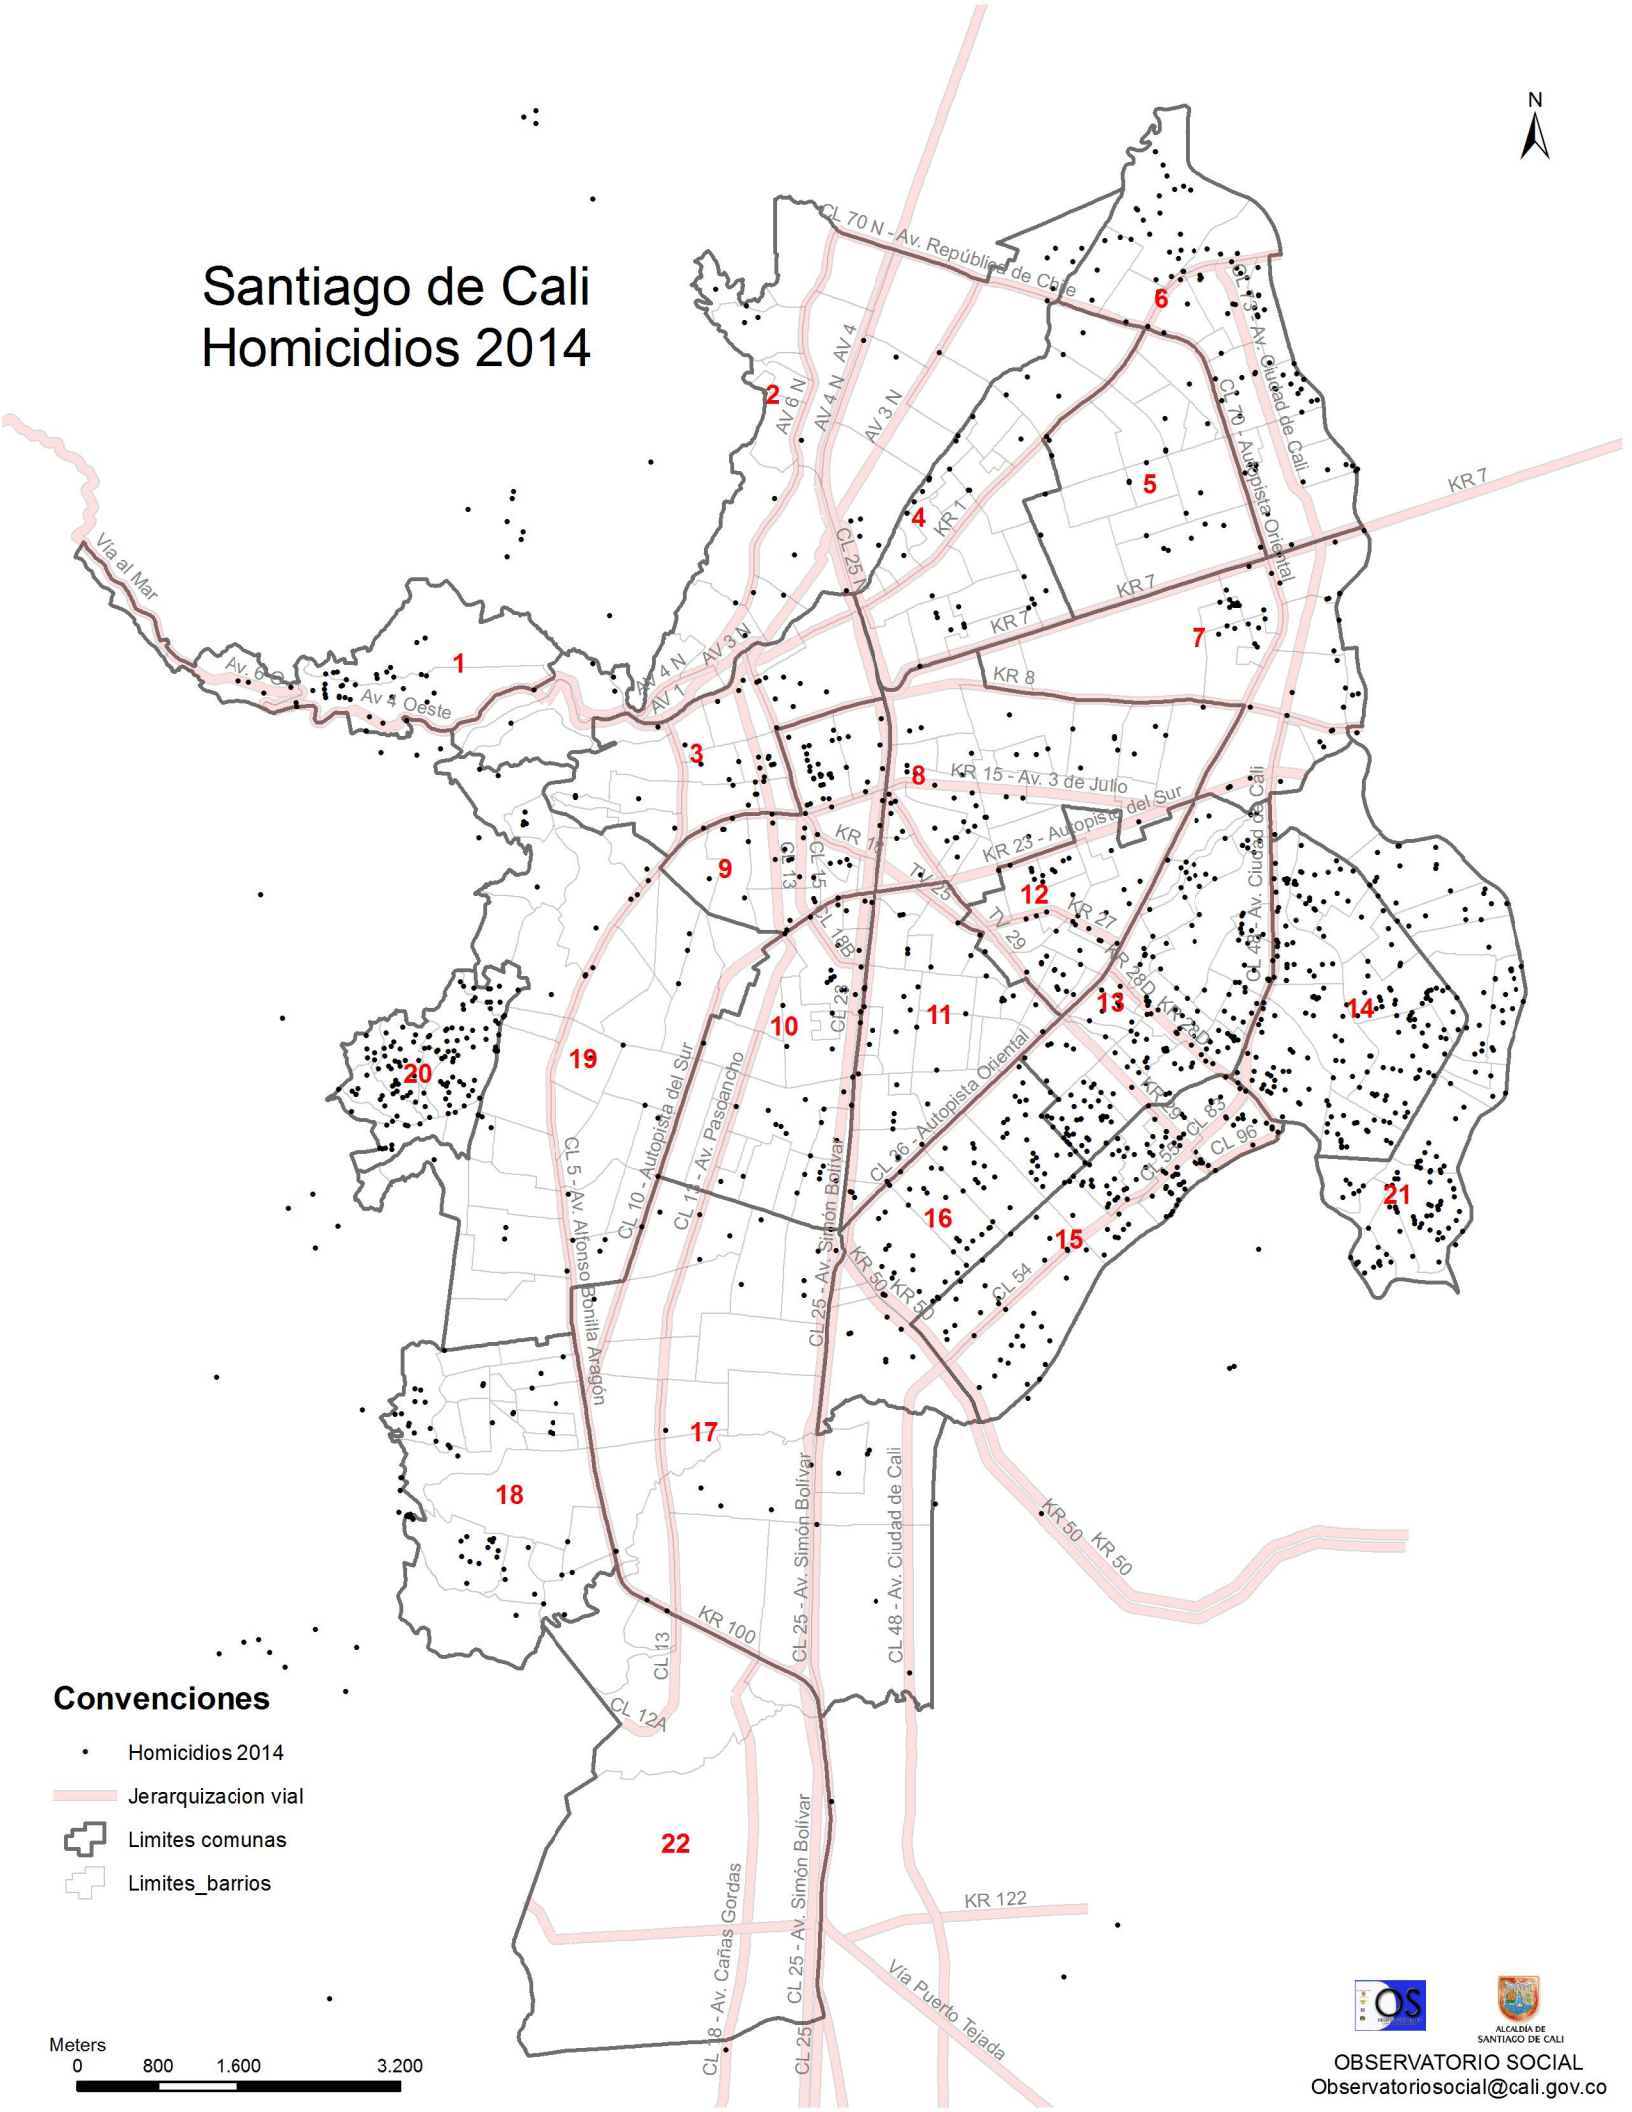 N
Santiago de Cali
Homicidios 2014
CL 70 N - Av. República de Chile
6
CL 73 - Av. Ciudad de Cali
AV 4
2
AV 6 N
AV 4 N
AV 3 N
CL 70 - Autopista Oriental
5
KR 7
4
KR 1
CL 25 N
Vía al Mar
KR 7
KR 7
7
1
AV 3 N
AV 4 N
AV 1
KR 8
Av. 6 O
Av 4 Oeste
3
8
KR 15 - Av. 3 de Julio
KR 23 - Autopista del Sur
CL 48 - Av. Ciudad de Cali
9
CL 13
CL 15
TV 25
12
KR 27
CL 18B
TV 29
KR 28D
KR 28D
10
CL 23
11
13
14
19
20
CL 10 - Autopista del Sur
CL 13 - Av. Pasoancho
CL 36 - Autopista Oriental
KR 29
CL 83
CL 96
CL 55
CL 5 - Av. Alfonso Bonilla Aragón
CL 25 - Av. Simón Bolívar
16
15
21
KR 50
KR 50
CL 54
17
18
CL 25 - Av. Simón Bolívar
CL 48 - Av. Ciudad de Cali
KR 50
KR 50
KR 100
CL 13
CL 12A
Convenciones
Homicidios 2014
Jerarquizacion vial
Limites comunas
Limites_barrios
22
CL 18 - Av. Cañas Gordas
CL 25 - Av. Simón Bolívar
CL 25
KR 122
Vía Puerto Tejada
Meters
0 800 1.600 3.200
OS
ALCALDÍA DE
SANTIAGO DE CALI
OBSERVATORIO SOCIAL
Observatoriosocial@cali.gov.co